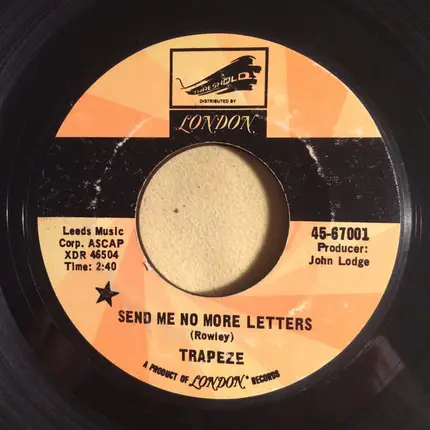 THRESHOLD
DISTRIBUTED BY
LONDON
Leeds Music
Corp. ASCAP
XDR 46504
Time: 2:40
45-67001
Producer:
John Lodge
SEND ME NO MORE LETTERS
(Rowley)
TRAPEZE
A PRODUCT OF LONDON® RECORDS